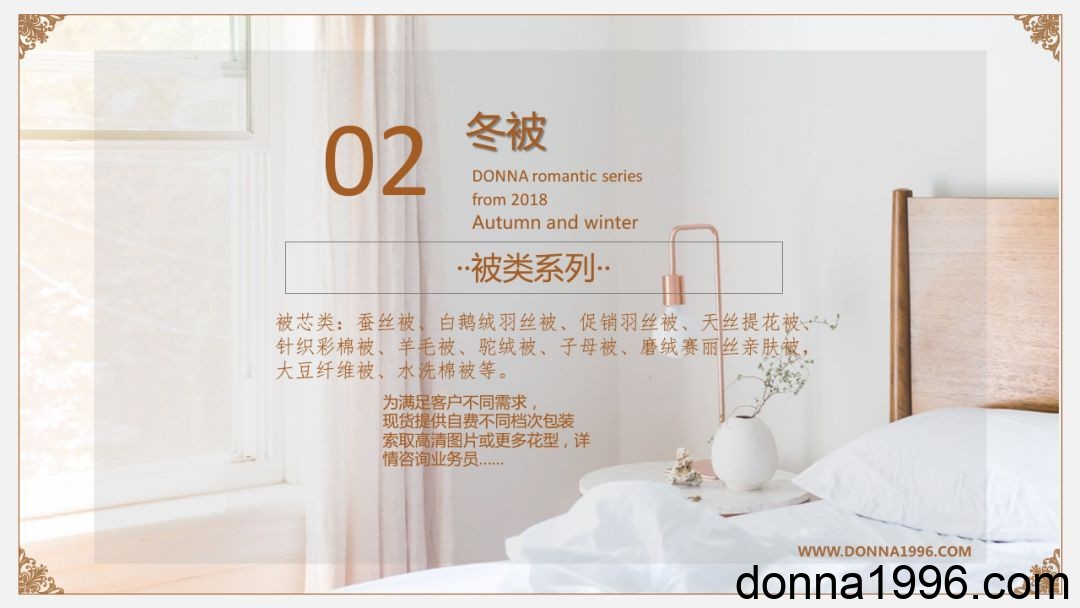 02
冬被
DONNA romantic series
from 2018
Autumn and winter
··被类系列··
被芯类：蚕丝被、白鹅绒羽丝被、促销羽丝被、天丝提花被、
针织彩棉被、羊毛被、驼绒被、子母被、磨绒赛丽丝亲肤被，
大豆纤维被、水洗棉被等。
为满足客户不同需求，
现货提供自费不同档次包装
索取高清图片或更多花型，详
情咨询业务员......
WWW.DONNA1996.COM
donna1996.com